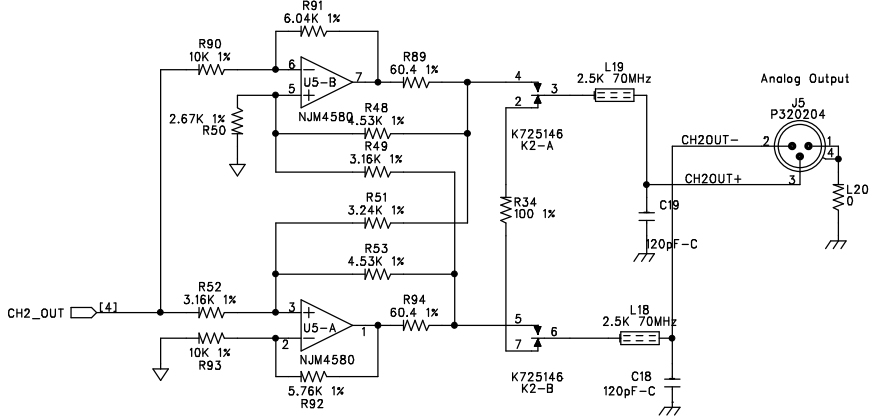 R91
6.04K 1%
R90
10K 1%
6
7
U5-B
5
NJM4580
R89
60.4 1%
2.67K 1%
R50
R48
4.53K 1%
R49
3.16K 1%
R51
3.24K 1%
R53
4.53K 1%
CH2_OUT
[4]
R52
3.16K 1%
3
U5-A
1
2
NJM4580
10K 1%
R93
5.76K 1%
R92
R94
60.4 1%
4
3
2
K725146
K2-A
R34
100 1%
5
6
7
K725146
K2-B
L19
2.5K 70MHz
Analog Output
J5
P320204
CH2OUT-
2
1
4
CH2OUT+
3
L20
0
C19
120pF-C
L18
2.5K 70MHz
C18
120pF-C